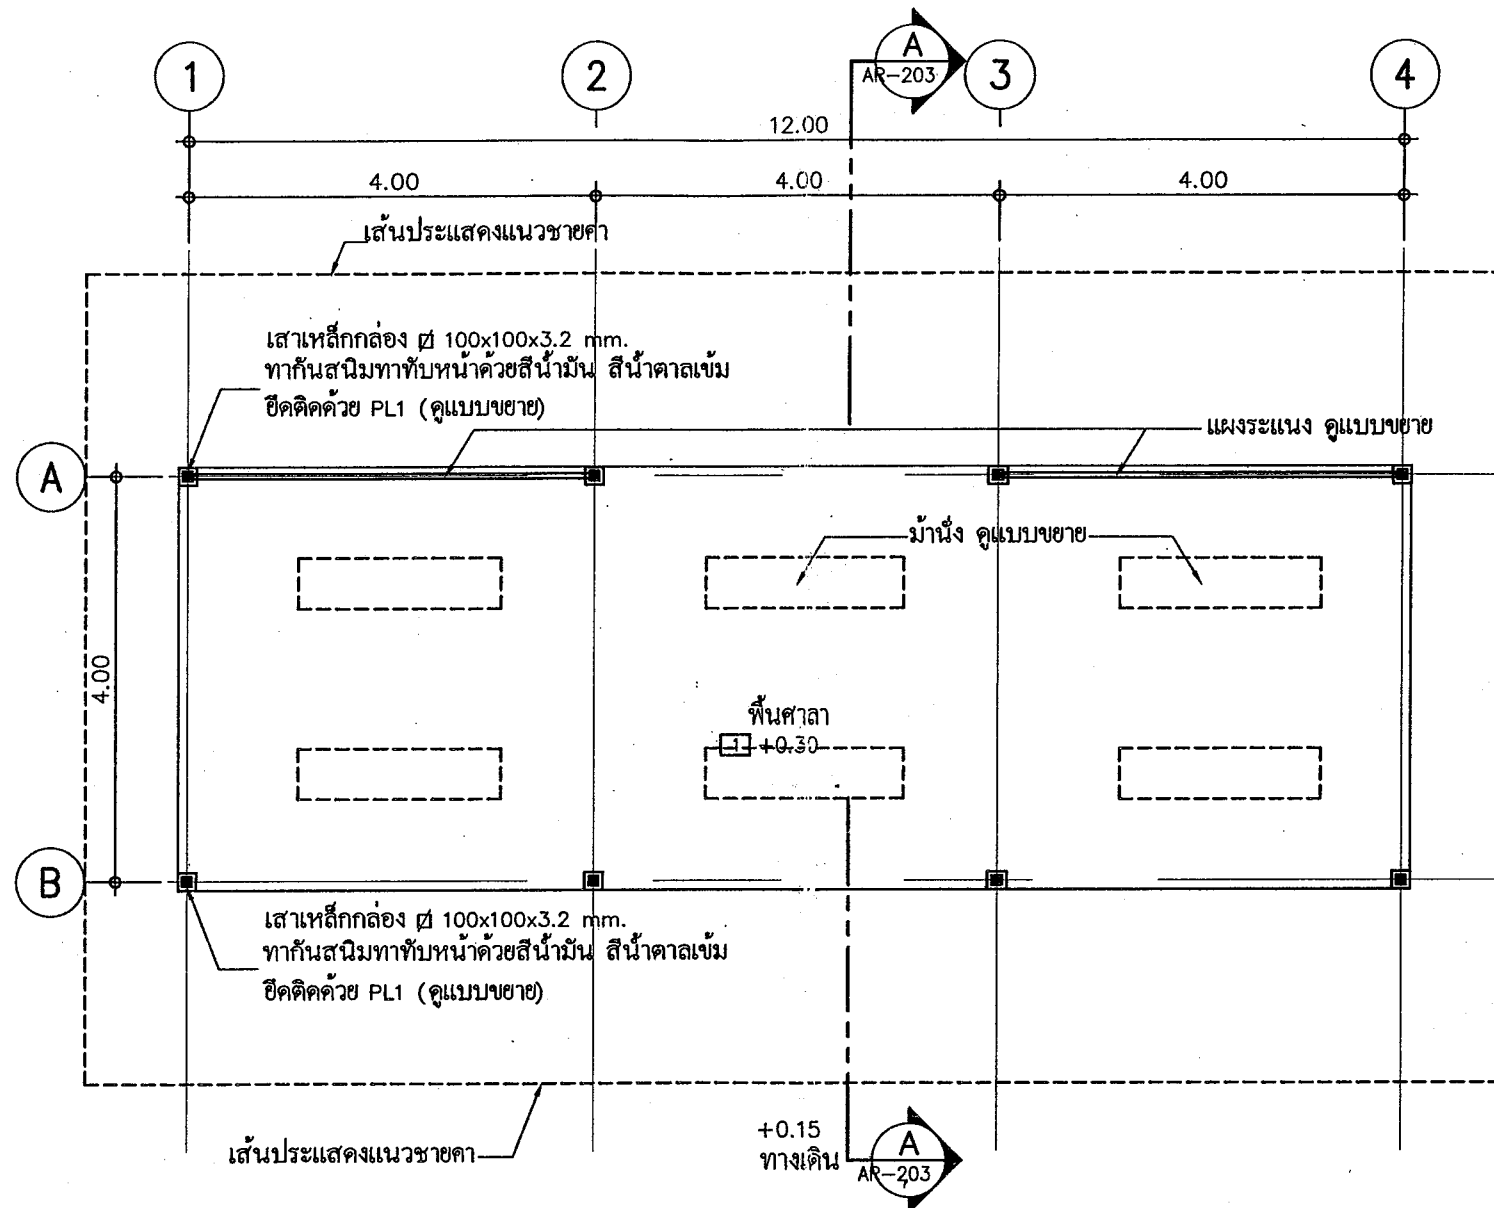 1
2
A
AR-203
3
4
12.00
4.00
4.00
4.00
เส้นประแสดงแนวชายคา
เสาเหล็กกล่อง 100x100x3.2 mm.
ทากันสนิมทาทับหน้าด้วยสีน้ำมัน สีน้ำตาลเข้ม
ยึดติดด้วย PL1 (ดูแบบขยาย)
แผงระแนง ดูแบบขยาย
A
ม้านั่ง ดูแบบขยาย
4.00
พื้นศาลา
1 +0.30
B
เสาเหล็กกล่อง 100x100x3.2 mm.
ทากันสนิมทาทับหน้าด้วยสีน้ำมัน สีน้ำตาลเข้ม
ยึดติดด้วย PL1 (ดูแบบขยาย)
+0.15
ทางเดิน
เส้นประแสดงแนวชายคา
A
AR-203